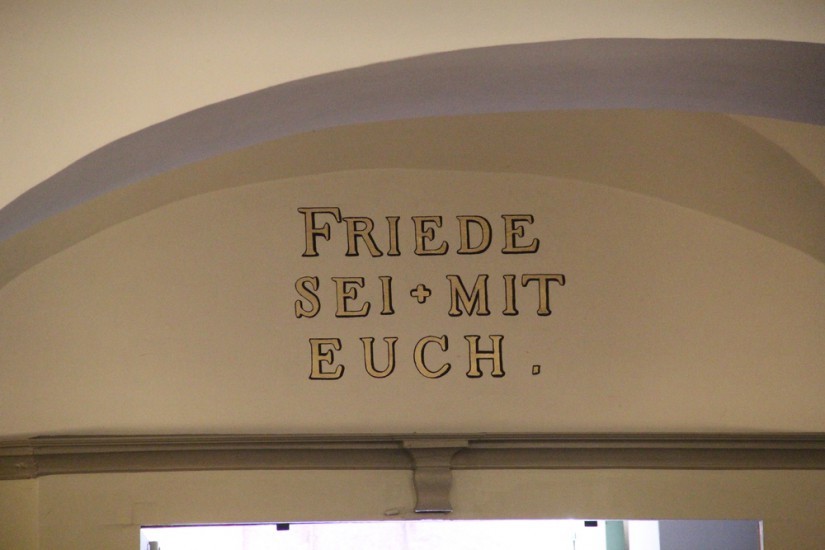 FRIEDE
SEI + MIT
EUCH.